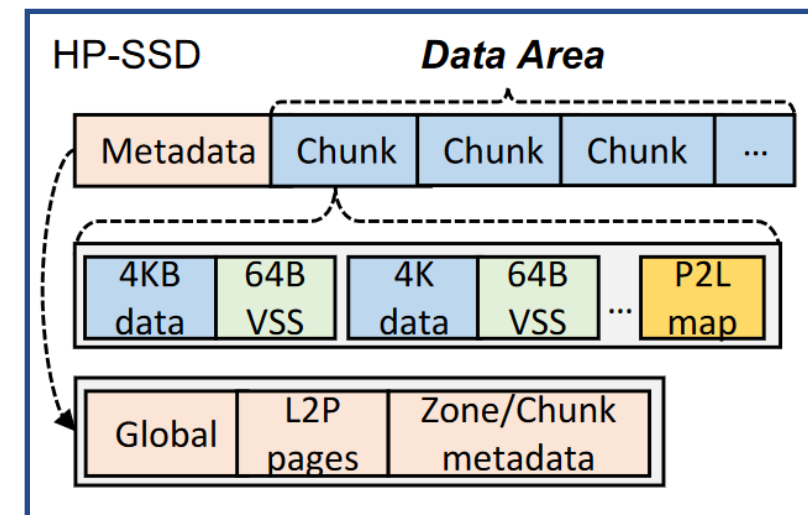 HP-SSD
Data Area
Metadata
Chunk
Chunk
Chunk
...
4KB
data
64B
VSS
4K
data
64B
VSS
...
P2L
map
Global
L2P
pages
Zone/Chunk
metadata